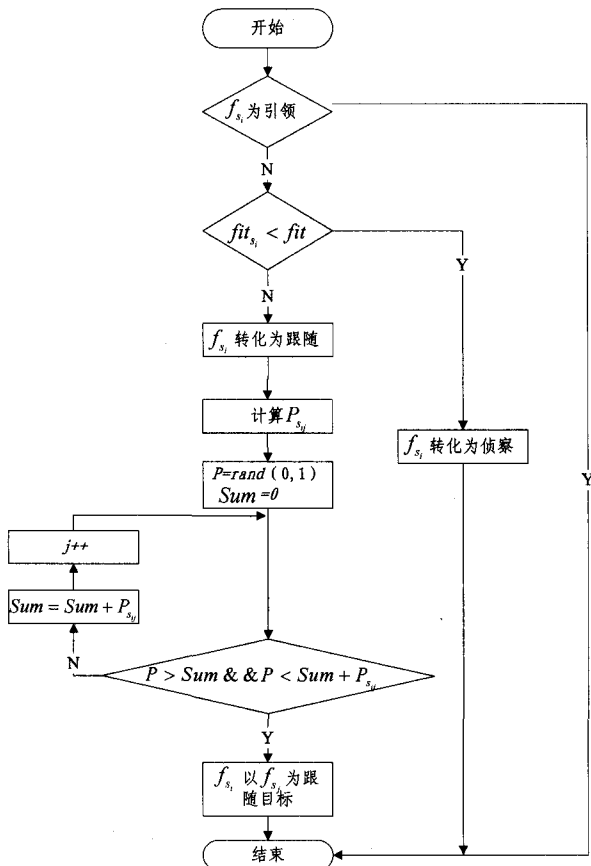 开始
f_{s_i} 为引领
N
fit_{s_i} < fit
Y
N
f_{s_i} 转化为跟随
计算P_{s_{ij}}
f_{s_i} 转化为侦察
P=rand (0,1)
Sum =0
Y
j++
Sum = Sum + P_{s_{ij}}
N
P > Sum & & P < Sum + P_{s_{ij}}
Y
f_{s_i} 以 f_{s_j} 为跟
随目标
结束